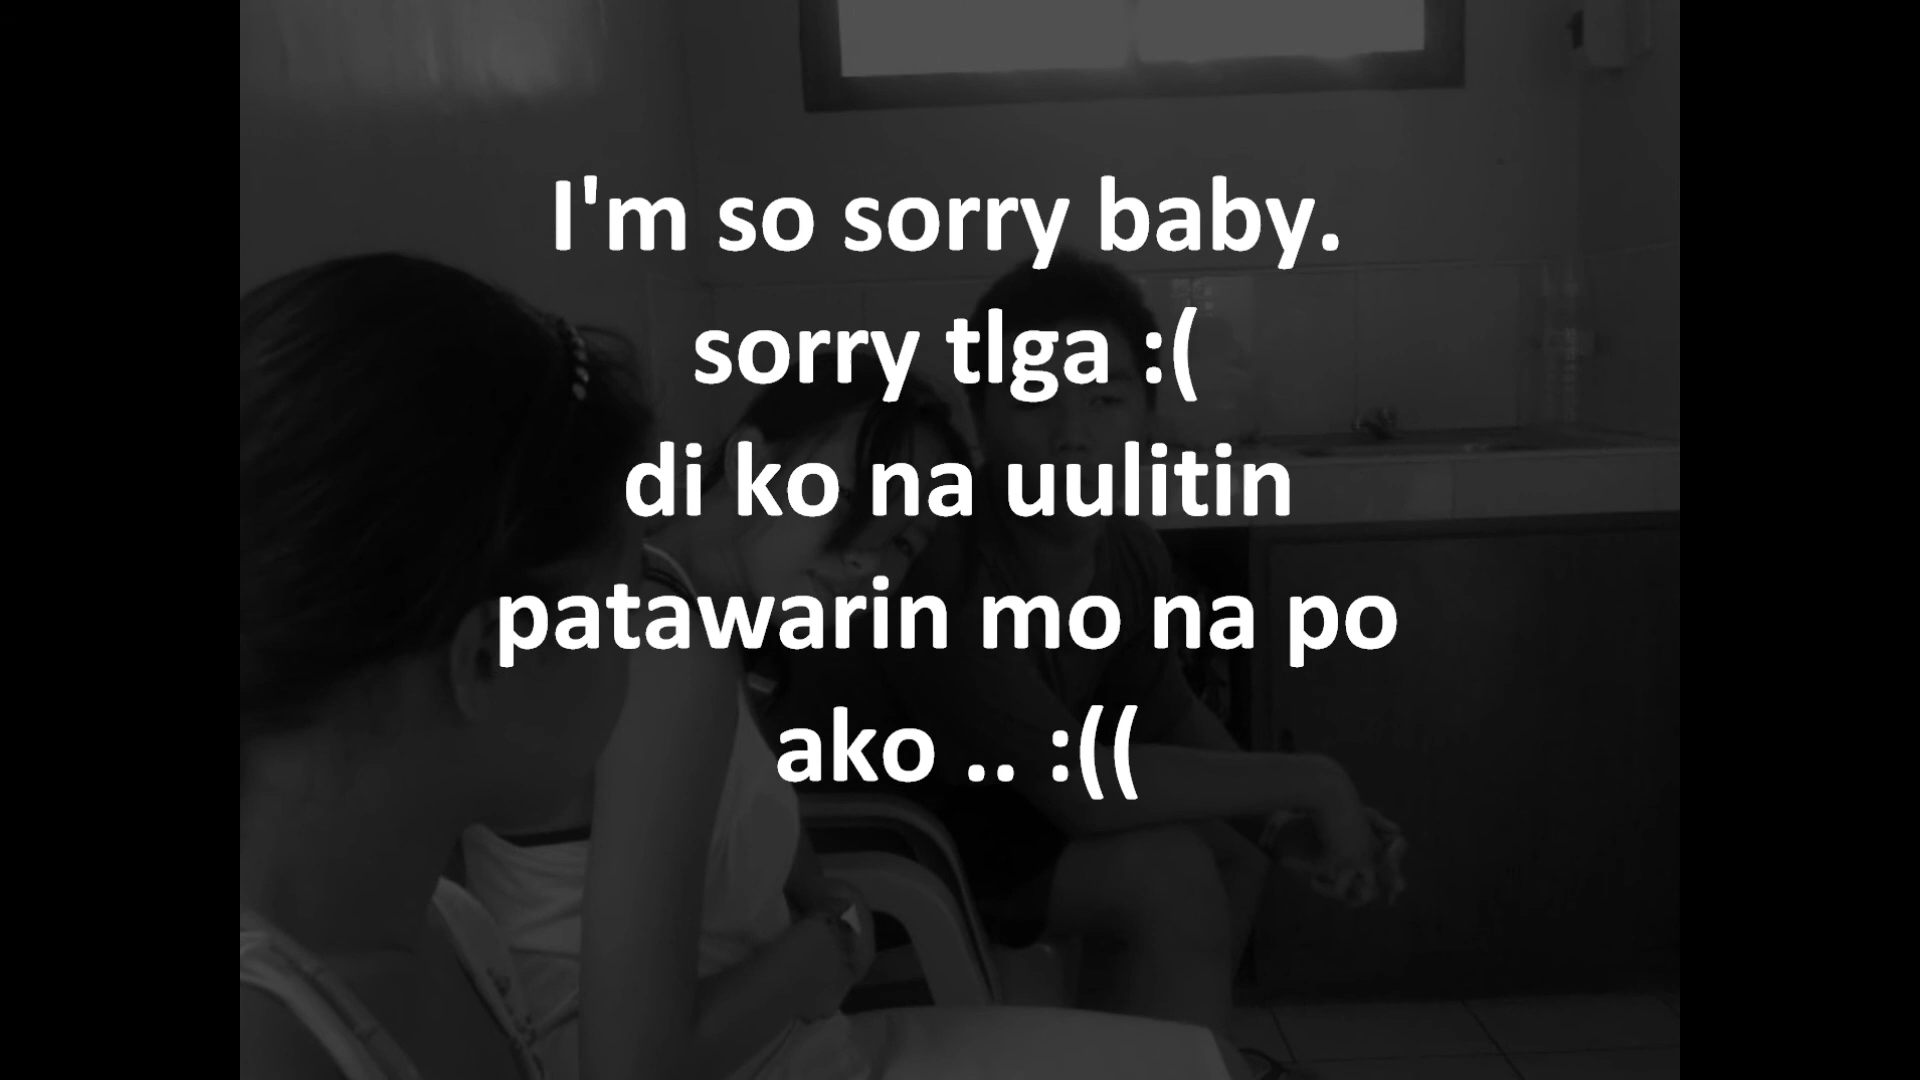 I'm so sorry baby.
sorry tlga :(
di ko na uulitin
patawarin mo na po
ako .. :((